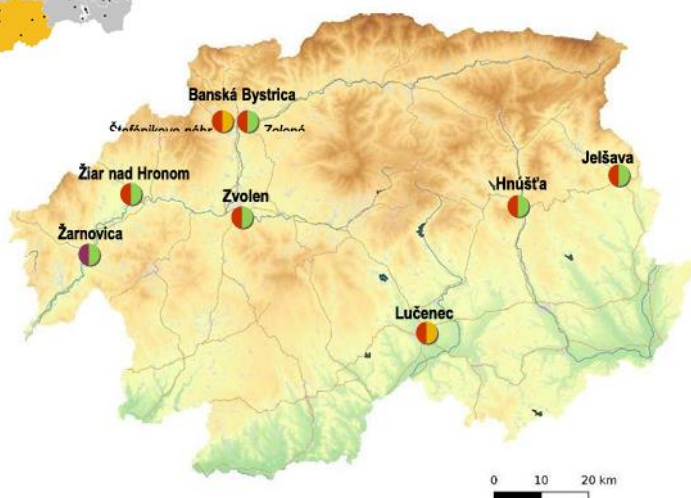 Banská Bystrica
Žiar nad Hronom
Zvolen
Hnúšťa
Jelšava
Žarnovica
Lučenec
0 10 20 km